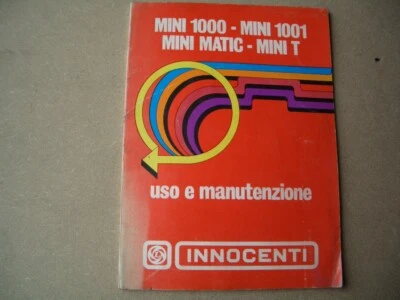 MINI 1000 - MINI 1001
MINI MATIC - MINI T
uso e manutenzione
INNOCENTI